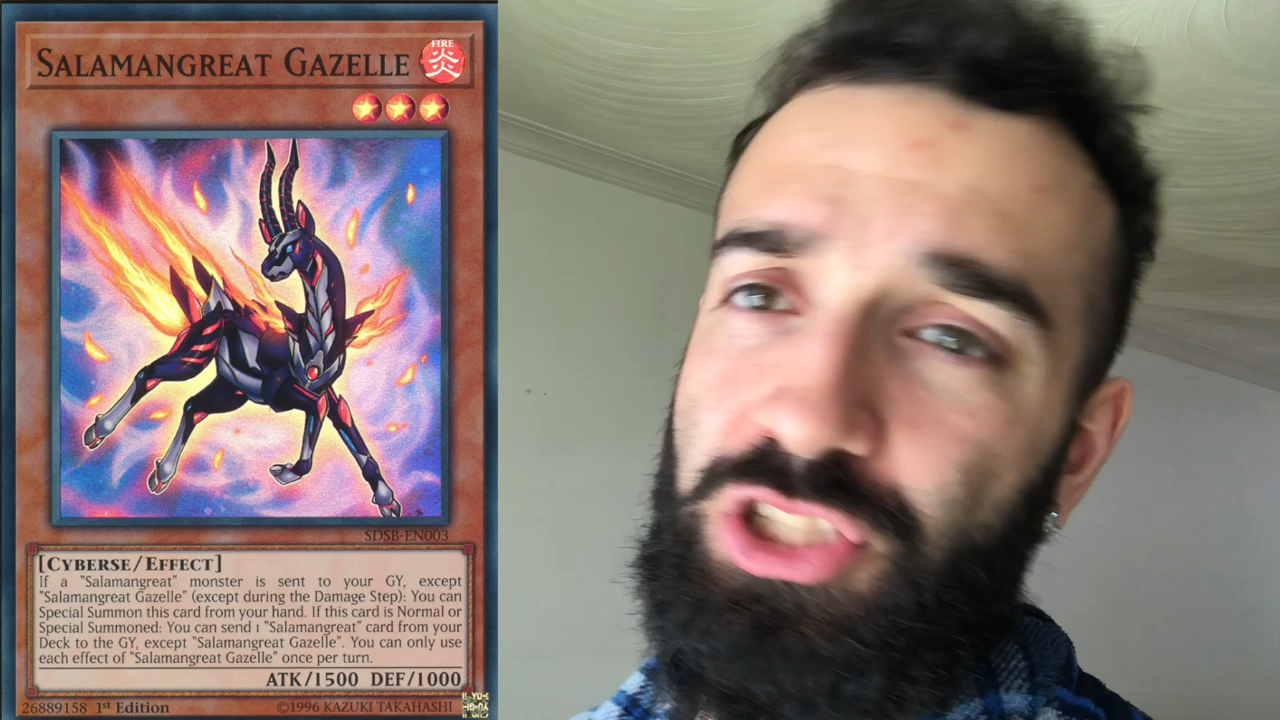 SALAMANGREAT GAZELLE
FIRE
炎
SDSB-EN003
[CYBERSE/EFFECT]
If a "Salamangreat" monster is sent to your GY, except
"Salamangreat Gazelle" (except during the Damage Step): You can
Special Summon this card from your hand. If this card is Normal or
Special Summoned: You can send 1 "Salamangreat" card from your
Deck to the GY, except "Salamangreat Gazelle". You can only use
each effect of "Salamangreat Gazelle" once per turn.
ATK/1500 DEF/1000
26889158 1st Edition ©1996 KAZUKI TAKAHASHI